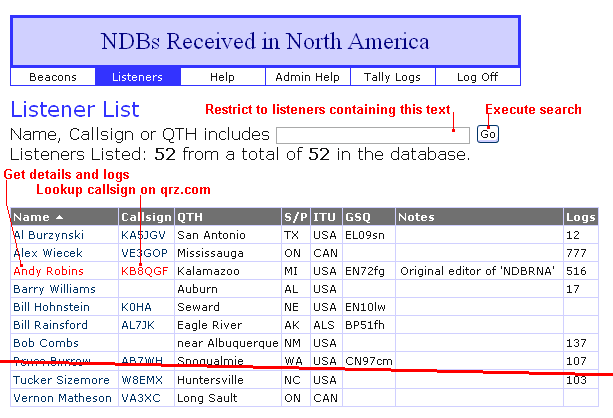 NDBs Received in North America
Beacons Listeners Help Admin Help Tally Logs Log Off
Listener List
Restrict to listeners containing this text Execute search
Name, Callsign or QTH includes Go
Listeners Listed: 52 from a total of 52 in the database.
Get details and logs
Lookup callsign on qrz.com
Name Callsign QTH S/P ITU GSQ Notes Logs
Al Burzynski KA5JGV San Antonio TX USA EL09sn 12
Alex Wiecek VE3GOP Mississauga ON CAN 777
Andy Robins KB8QGF Kalamazoo MI USA EN72fg Original editor of 'NDBRNA' 516
Barry Williams Auburn AL USA 17
Bill Hohnstein K0HA Seward NE USA EN10lw
Bill Rainsford AL7JK Eagle River AK ALS BP51fh
Bob Combs near Albuquerque NM USA 137
AB7WH Snoqualmie WA USA CN97cm 107
Tucker Sizemore W8EMX Huntersville NC USA 103
Vernon Matheson VA3XC Long Sault ON CAN